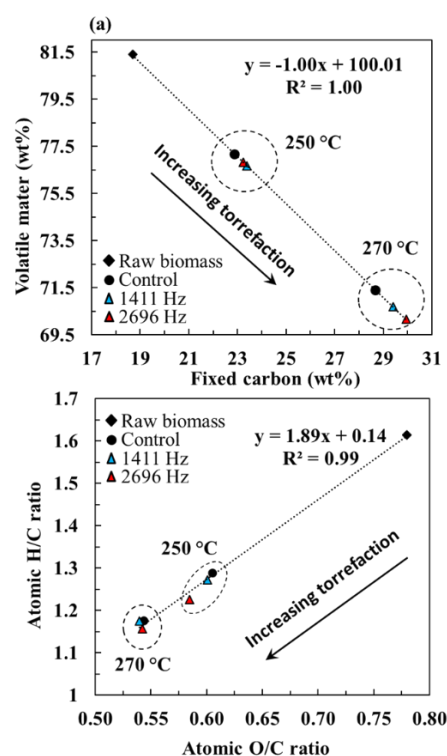 (a)
81.5
79.5
77.5
75.5
73.5
71.5
69.5
Volatile mater (wt%)
y = -1.00x + 100.01
R² = 1.00
250 °C
Increasing torrefaction
270 °C
Raw biomass
Control
1411 Hz
2696 Hz
17 19 21 23 25 27 29 31
Fixed carbon (wt%)
1.7
1.6
1.5
1.4
1.3
1.2
1.1
1
Atomic H/C ratio
Raw biomass
Control
1411 Hz
2696 Hz
y = 1.89x + 0.14
R² = 0.99
250 °C
Increasing torrefaction
270 °C
0.50 0.55 0.60 0.65 0.70 0.75 0.80
Atomic O/C ratio